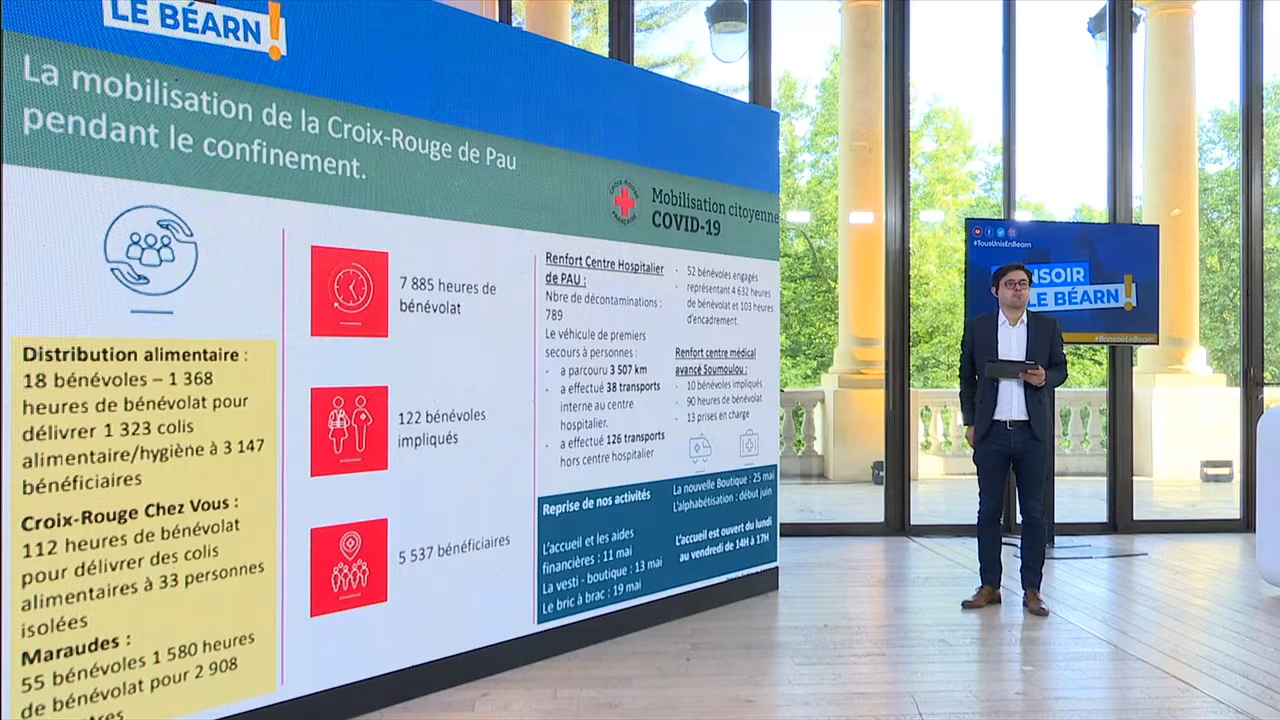 LE BÉARN !
La mobilisation de la Croix-Rouge de Pau
pendant le confinement.
CROIX-ROUGE
FRANÇAISE
Mobilisation citoyenne
COVID-19
Distribution alimentaire :
18 bénévoles – 1 368
heures de bénévolat pour
délivrer 1 323 colis
alimentaire/hygiène à 3 147
bénéficiaires
Croix-Rouge Chez Vous :
112 heures de bénévolat
pour délivrer des colis
alimentaires à 33 personnes
isolées
Maraudes :
55 bénévoles 1 580 heures
de bénévolat pour 2 908
7 885 heures de
bénévolat
122 bénévoles
impliqués
5 537 bénéficiaires
Renfort Centre Hospitalier
de PAU :
Nbre de décontaminations :
789
Le véhicule de premiers
secours à personnes :
- a parcouru 3 507 km
- a effectué 38 transports
interne au centre
hospitalier.
- a effectué 126 transports
hors centre hospitalier
- 52 bénévoles engagés
- représentant 4 632 heures
de bénévolat et 103 heures
d'encadrement.
Renfort centre médical
avancé Soumoulou :
- 10 bénévoles impliqués
- 90 heures de bénévolat
- 13 prises en charge
Reprise de nos activités
L'accueil et les aides
financières : 11 mai
La vesti - boutique : 13 mai
Le bric à brac : 19 mai
La nouvelle Boutique : 25 mai
L'alphabétisation : début juin
L'accueil est ouvert du lundi
au vendredi de 14H à 17H
#TousUnisEnBearn
NSOIR
LE BÉARN !
#BonsoirLeBearn